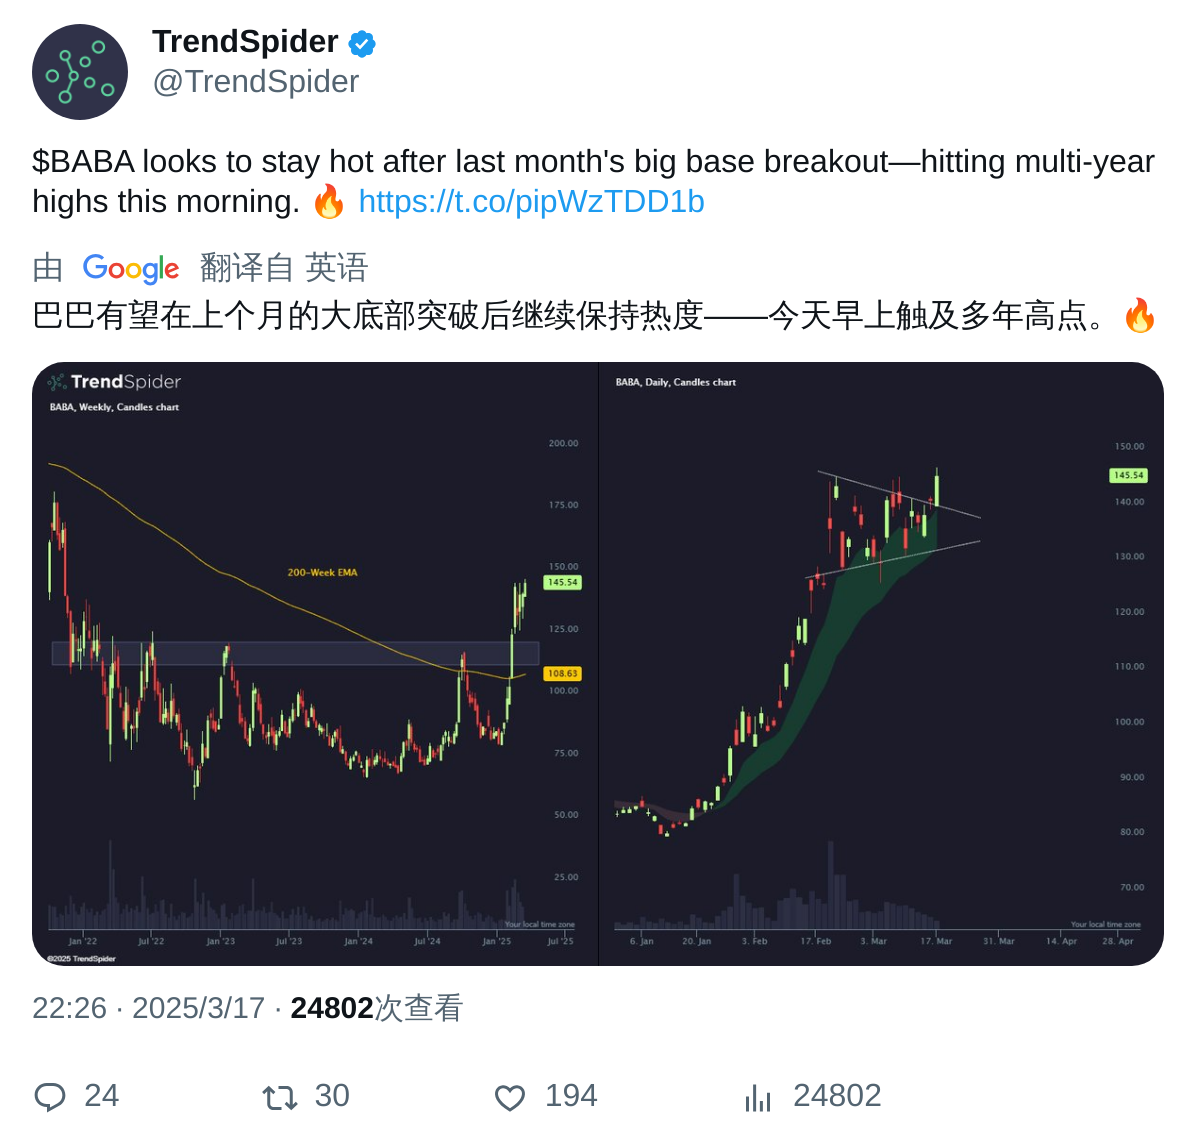 TrendSpider
@TrendSpider
$BABA looks to stay hot after last month's big base breakout—hitting multi-year
highs this morning. 🔥 https://t.co/pipWzTDD1b
由 Google 翻译自 英语
巴巴有望在上个月的大底部突破后继续保持热度——今天早上触及多年高点。🔥
TrendSpider
BABA, Weekly, Candles chart
200.00
175.00
150.00
145.54
125.00
108.63
100.00
75.00
50.00
25.00
200-Week EMA
Your local time zone
Jan '22 Jul '22 Jan '23 Jul '23 Jan '24 Jul '24 Jan '25 Jul '25
©2025 TrendSpider
BABA, Daily, Candles chart
150.00
145.54
140.00
130.00
120.00
110.00
100.00
90.00
80.00
70.00
Your local time zone
6. Jan 20. Jan 3. Feb 17. Feb 3. Mar 17. Mar 31. Mar 14. Apr 28. Apr
22:26 · 2025/3/17 · 24802次查看
24 30 194 24802